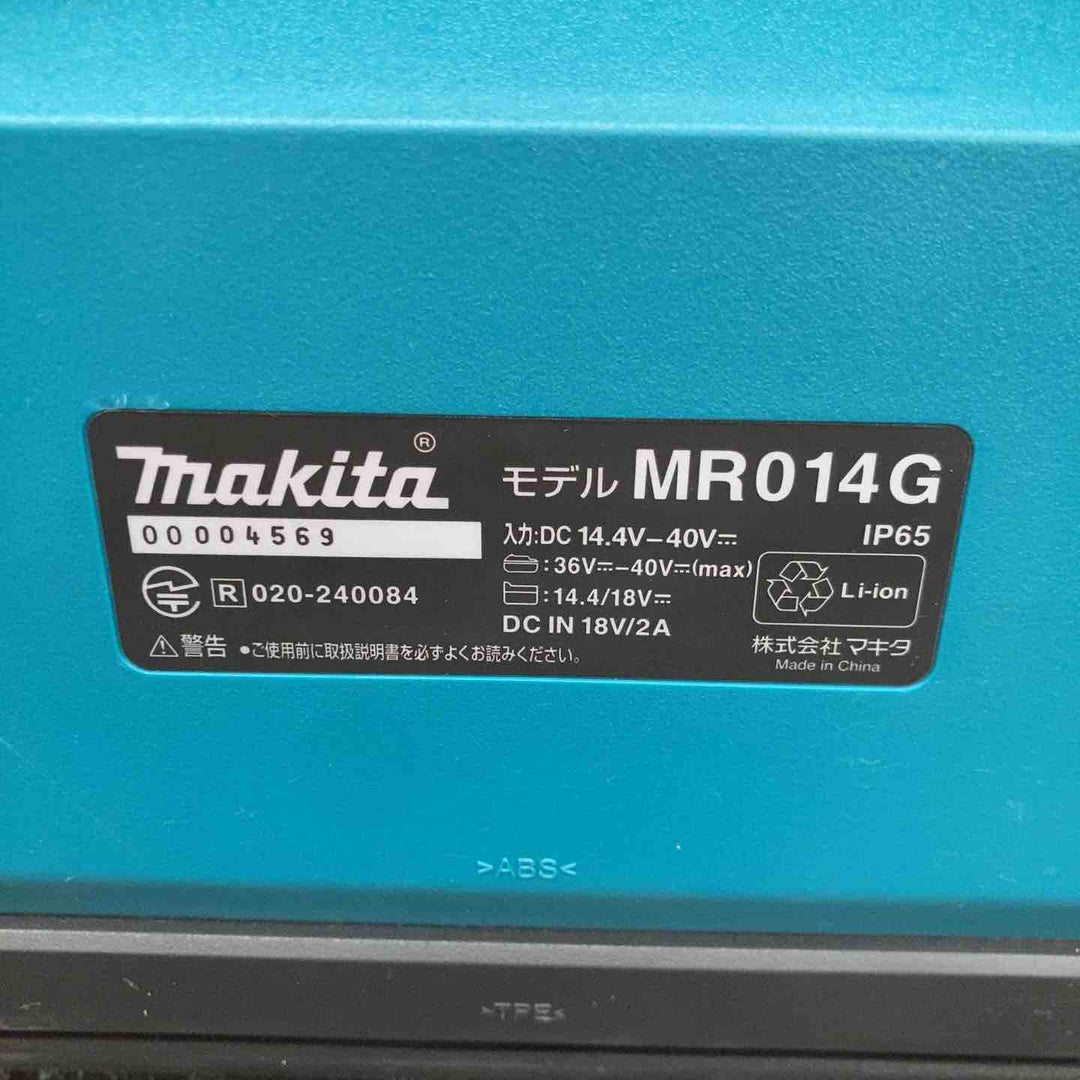 makita®
00004569
R 020-240084
警告 ●ご使用前に取扱説明書を必ずよくお読みください。
モデル MR014G
入力:DC 14.4V-40V⎓
IP65
:36V⎓-40V⎓(max)
:14.4/18V⎓
DC IN 18V/2A
Li-ion
株式会社 マキタ
Made in China
>ABS<
>TPE<